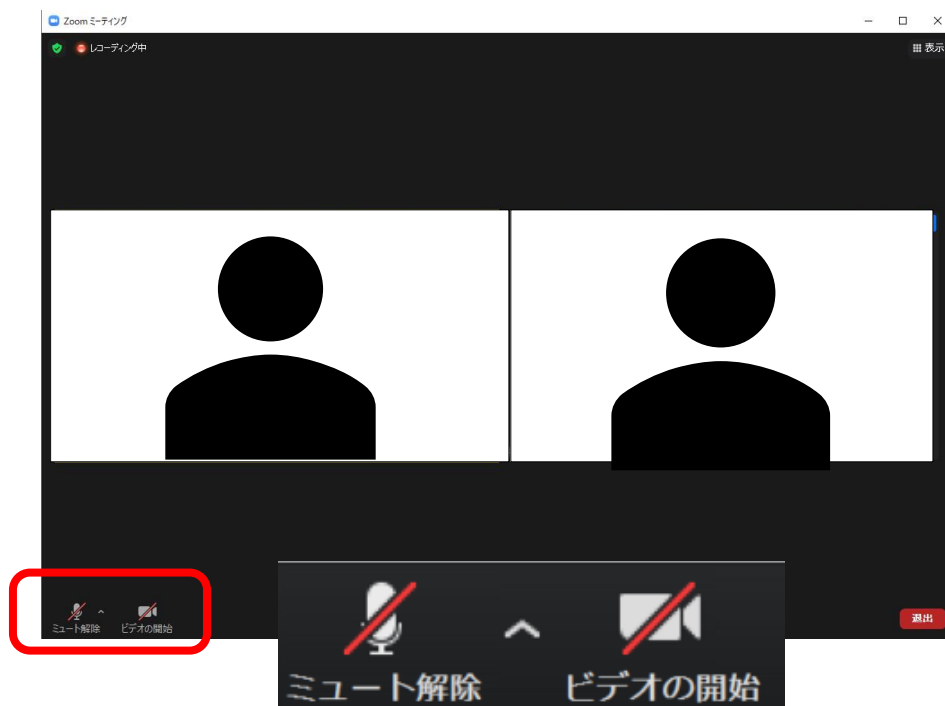 Zoom ミーティング
レコーディング中
表示
ミュート解除
ビデオの開始
退出
ミュート解除
ビデオの開始